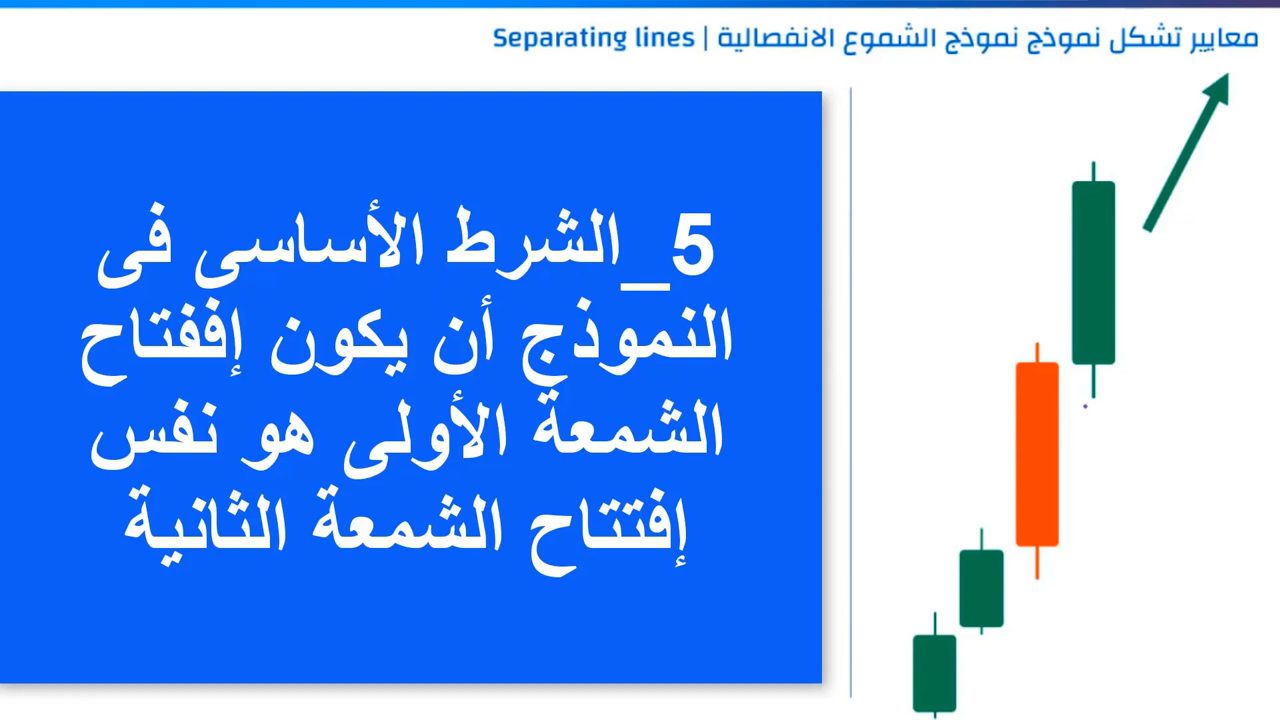 معايير تشكل نموذج نموذج الشموع الانفصالية | Separating lines
5_الشرط الأساسى فى
النموذج أن يكون إففتاح
الشمعة الأولى هو نفس
إفتتاح الشمعة الثانية